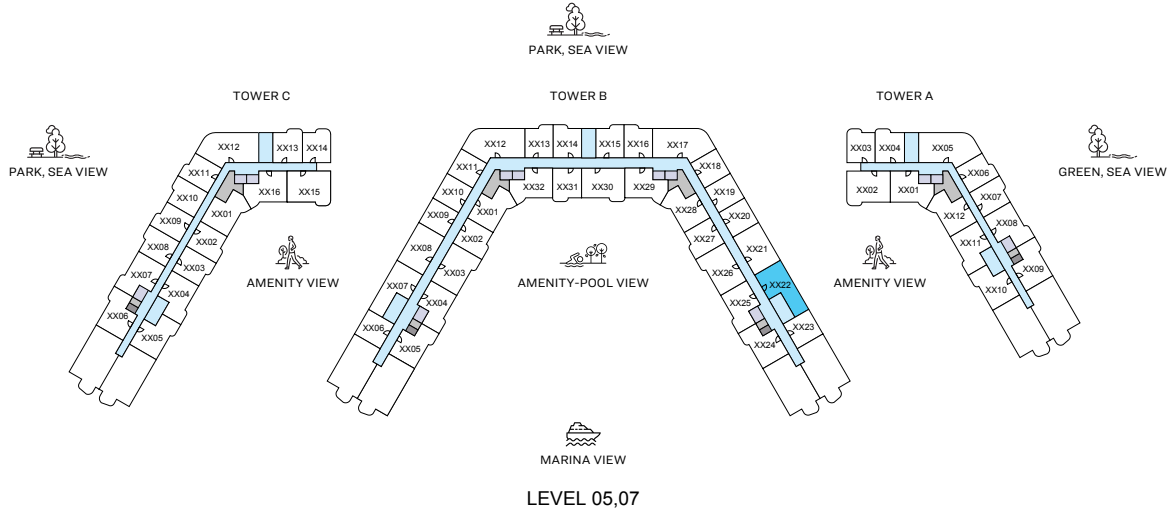 PARK, SEA VIEW
TOWER C
TOWER B
TOWER A
PARK, SEA VIEW
GREEN, SEA VIEW
XX12
XX13
XX14
XX11
XX10
XX09
XX08
XX07
XX06
XX05
XX04
XX03
XX02
XX01
XX16
XX15
AMENITY VIEW
XX12
XX13
XX14
XX15
XX16
XX17
XX11
XX10
XX09
XX08
XX07
XX06
XX05
XX04
XX03
XX02
XX01
XX32
XX31
XX30
XX29
XX28
XX27
XX26
XX25
XX24
XX18
XX19
XX20
XX21
XX22
XX23
AMENITY-POOL VIEW
AMENITY VIEW
XX03
XX04
XX05
XX02
XX01
XX06
XX07
XX08
XX09
XX12
XX11
XX10
MARINA VIEW
LEVEL 05,07